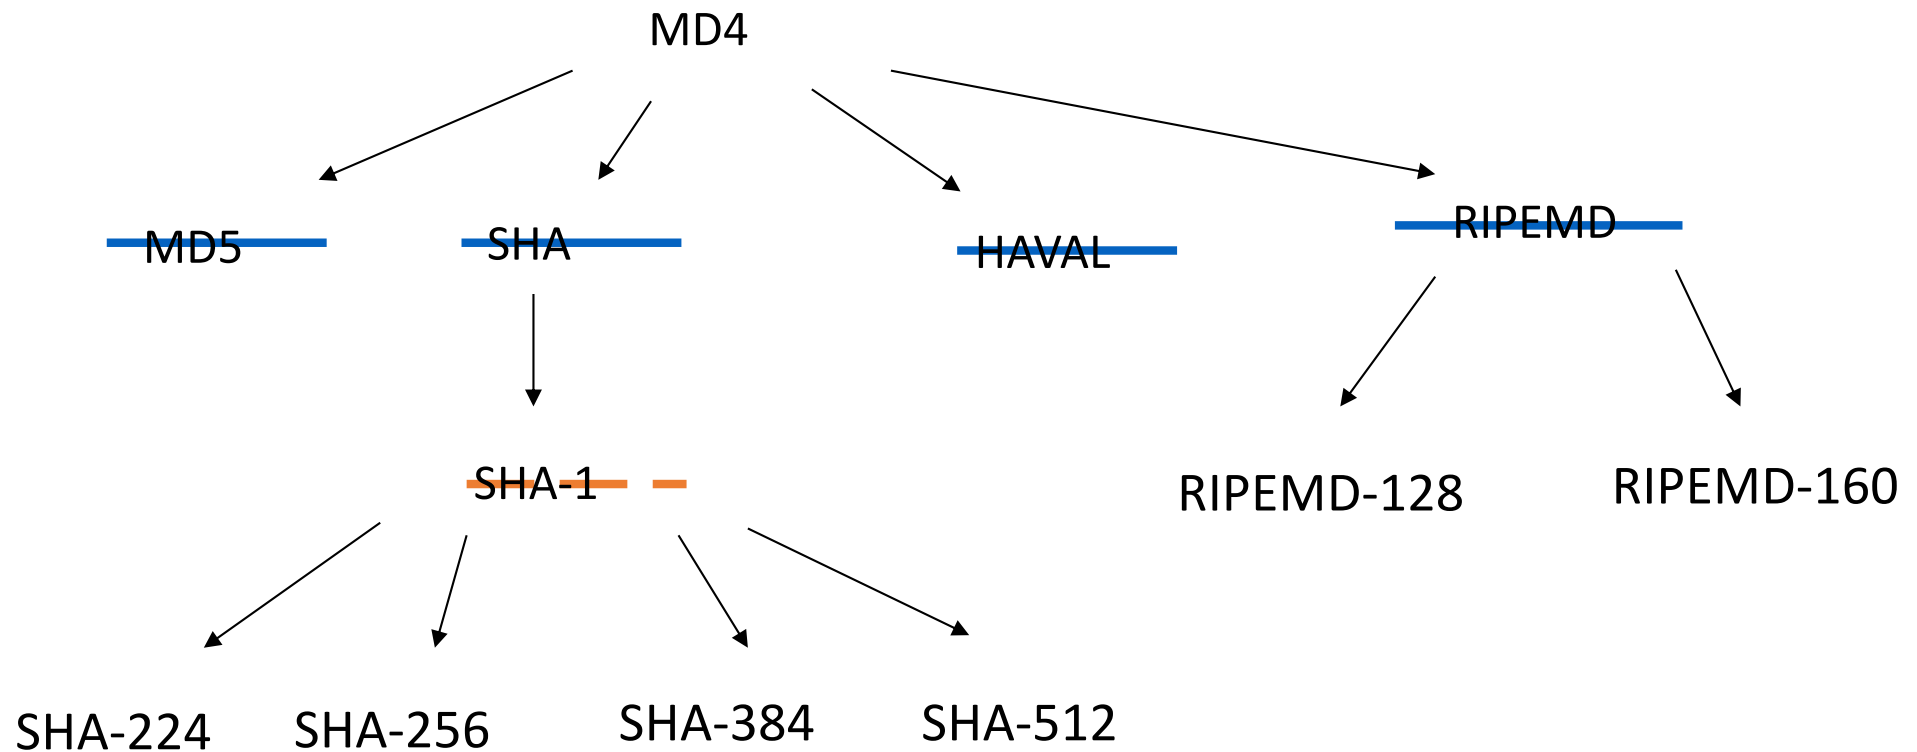 MD4
MD5
SHA
HAVAL
RIPEMD
SHA-1
RIPEMD-128
RIPEMD-160
SHA-224
SHA-256
SHA-384
SHA-512